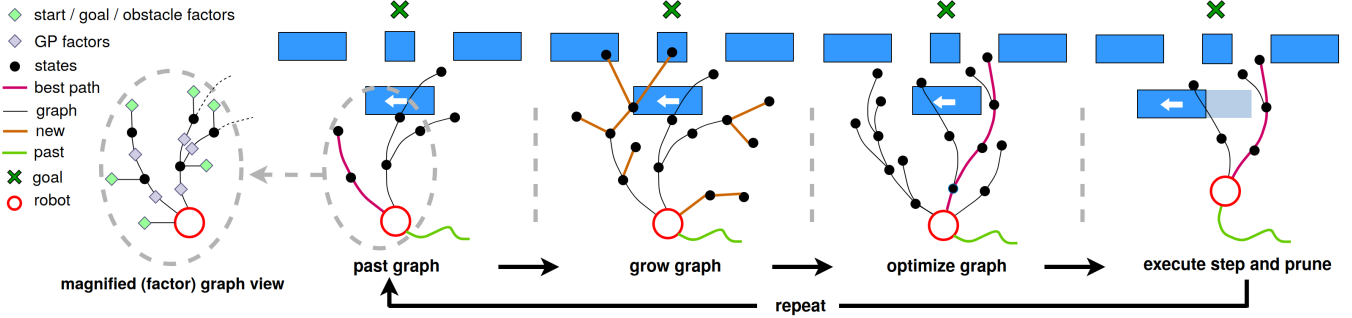 start / goal / obstacle factors
GP factors
states
best path
graph
new
past
goal
robot
magnified (factor) graph view
past graph
grow graph
optimize graph
execute step and prune
repeat